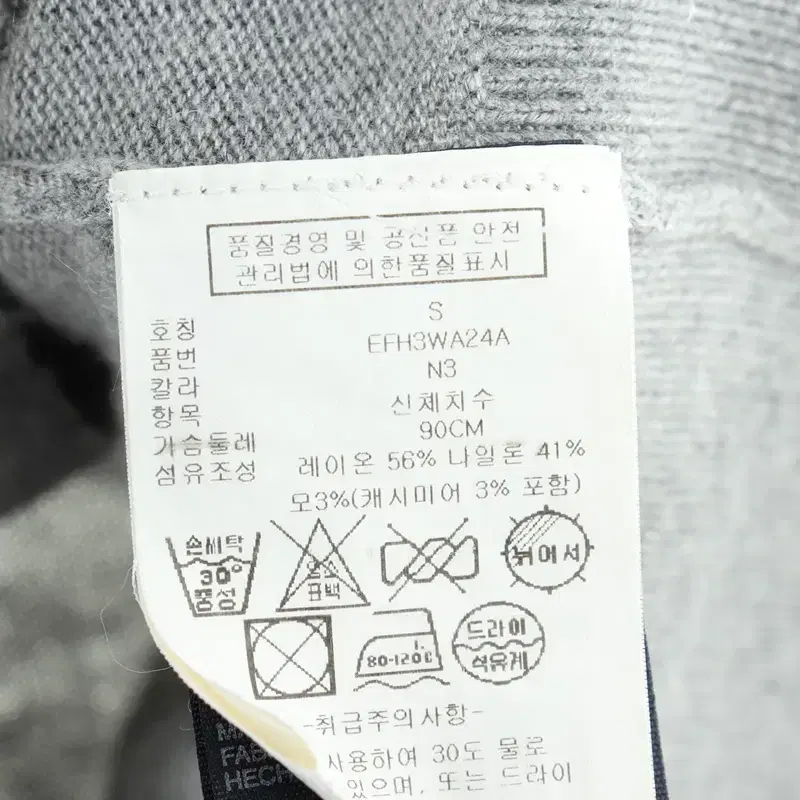 품질경영 및 공산품 안전
관리법에 의한품질표시
호칭 S
품번 EFH3WA24A
칼라 N3
항목 신체치수
가슴둘레 90CM
섬유조성 레이온 56% 나일론 41%
모3%(캐시미어 3% 포함)
손세탁
30°
중성
염소
표백
뉘어서
80-120℃
드라이
석유계
-취급주의사항-
사용하여 30도 물로
있으며, 또는 드라이
FAB
HECH